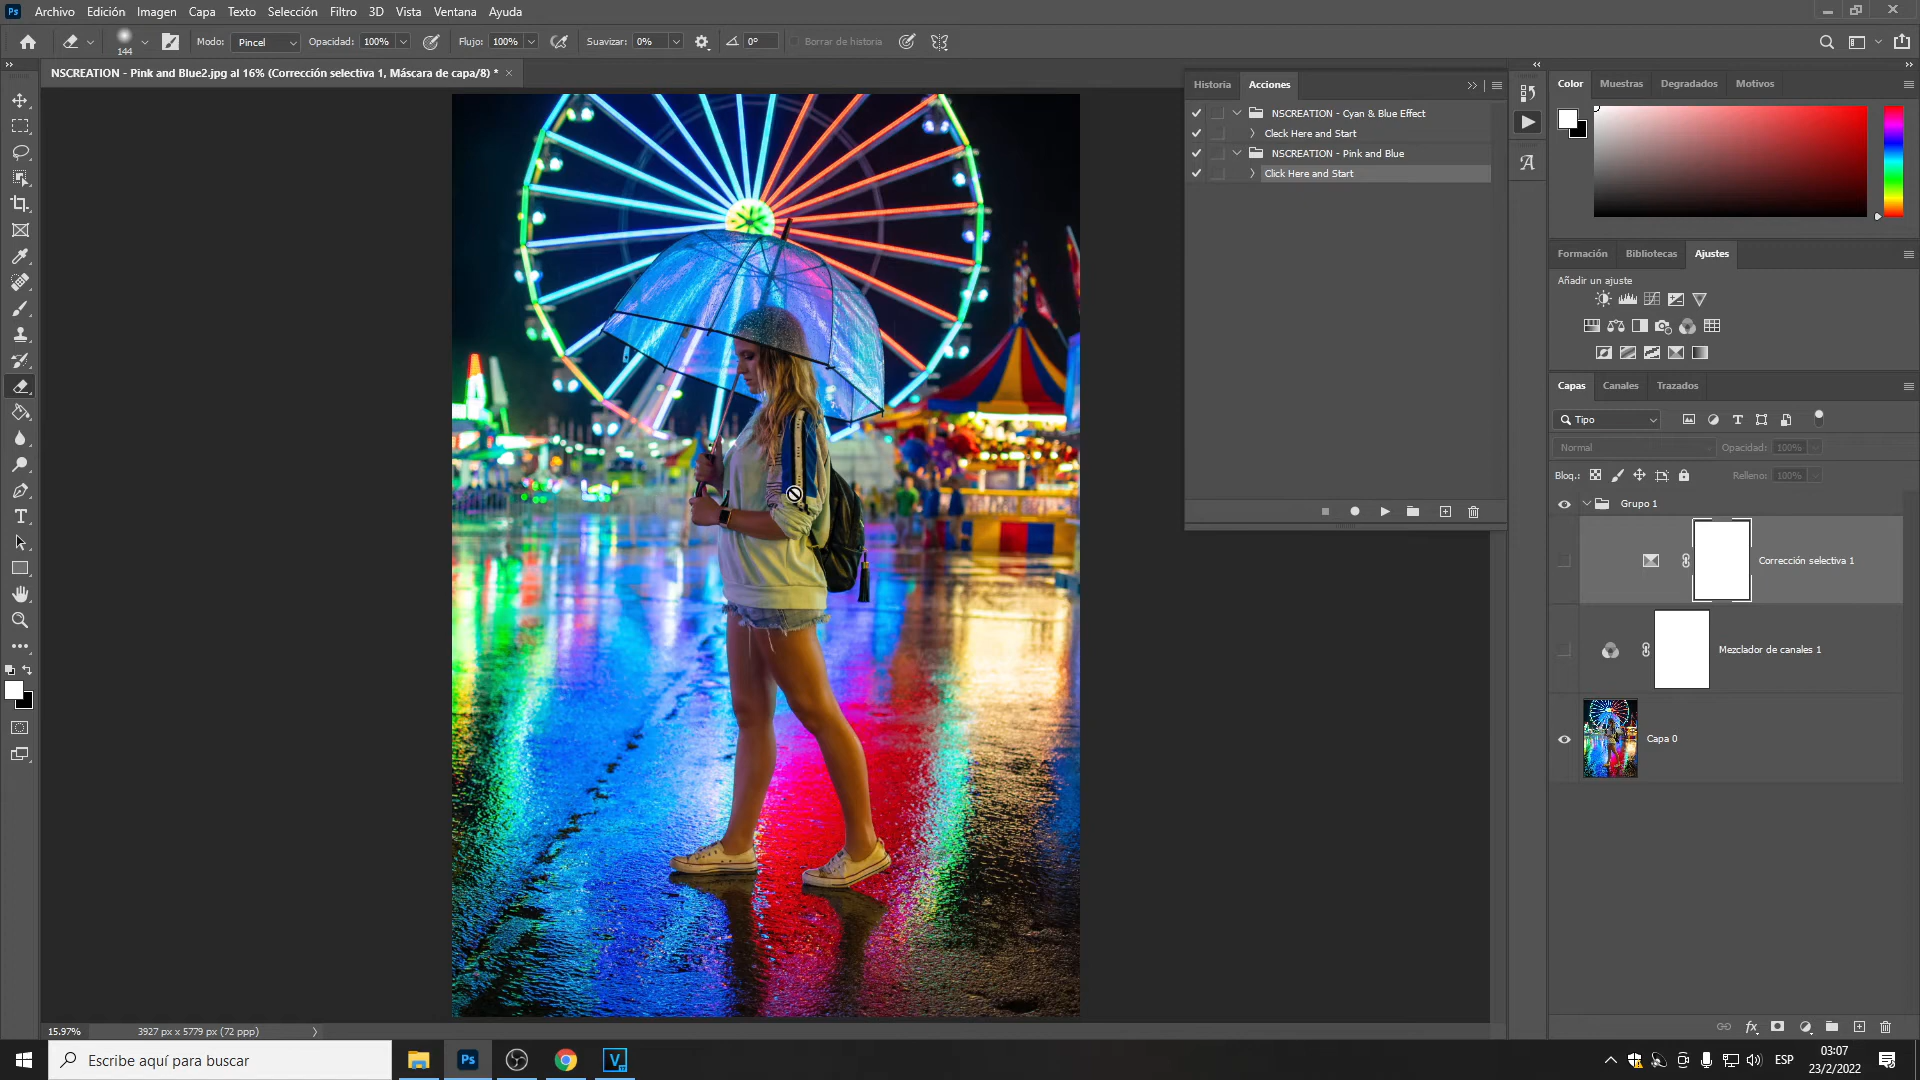 Ps Archivo Edición Imagen Capa Texto Selección Filtro 3D Vista Ventana Ayuda
144 Modo: Pincel Opacidad: 100% Flujo: 100% Suavizar: 0% 0° Borrar de historia
NSCREATION - Pink and Blue2.jpg al 16% (Corrección selectiva 1, Máscara de capa/8) *
Historia Acciones
NSCREATION - Cyan & Blue Effect
Cleck Here and Start
NSCREATION - Pink and Blue
Click Here and Start
Color Muestras Degradados Motivos
Formación Bibliotecas Ajustes
Añadir un ajuste
Capas Canales Trazados
Tipo
Normal Opacidad: 100%
Bloq.: Relleno: 100%
Grupo 1
Corrección selectiva 1
Mezclador de canales 1
Capa 0
15.97% 3927 px x 5779 px (72 ppp)
Escribe aquí para buscar
Ps
V
ESP
03:07
23/2/2022